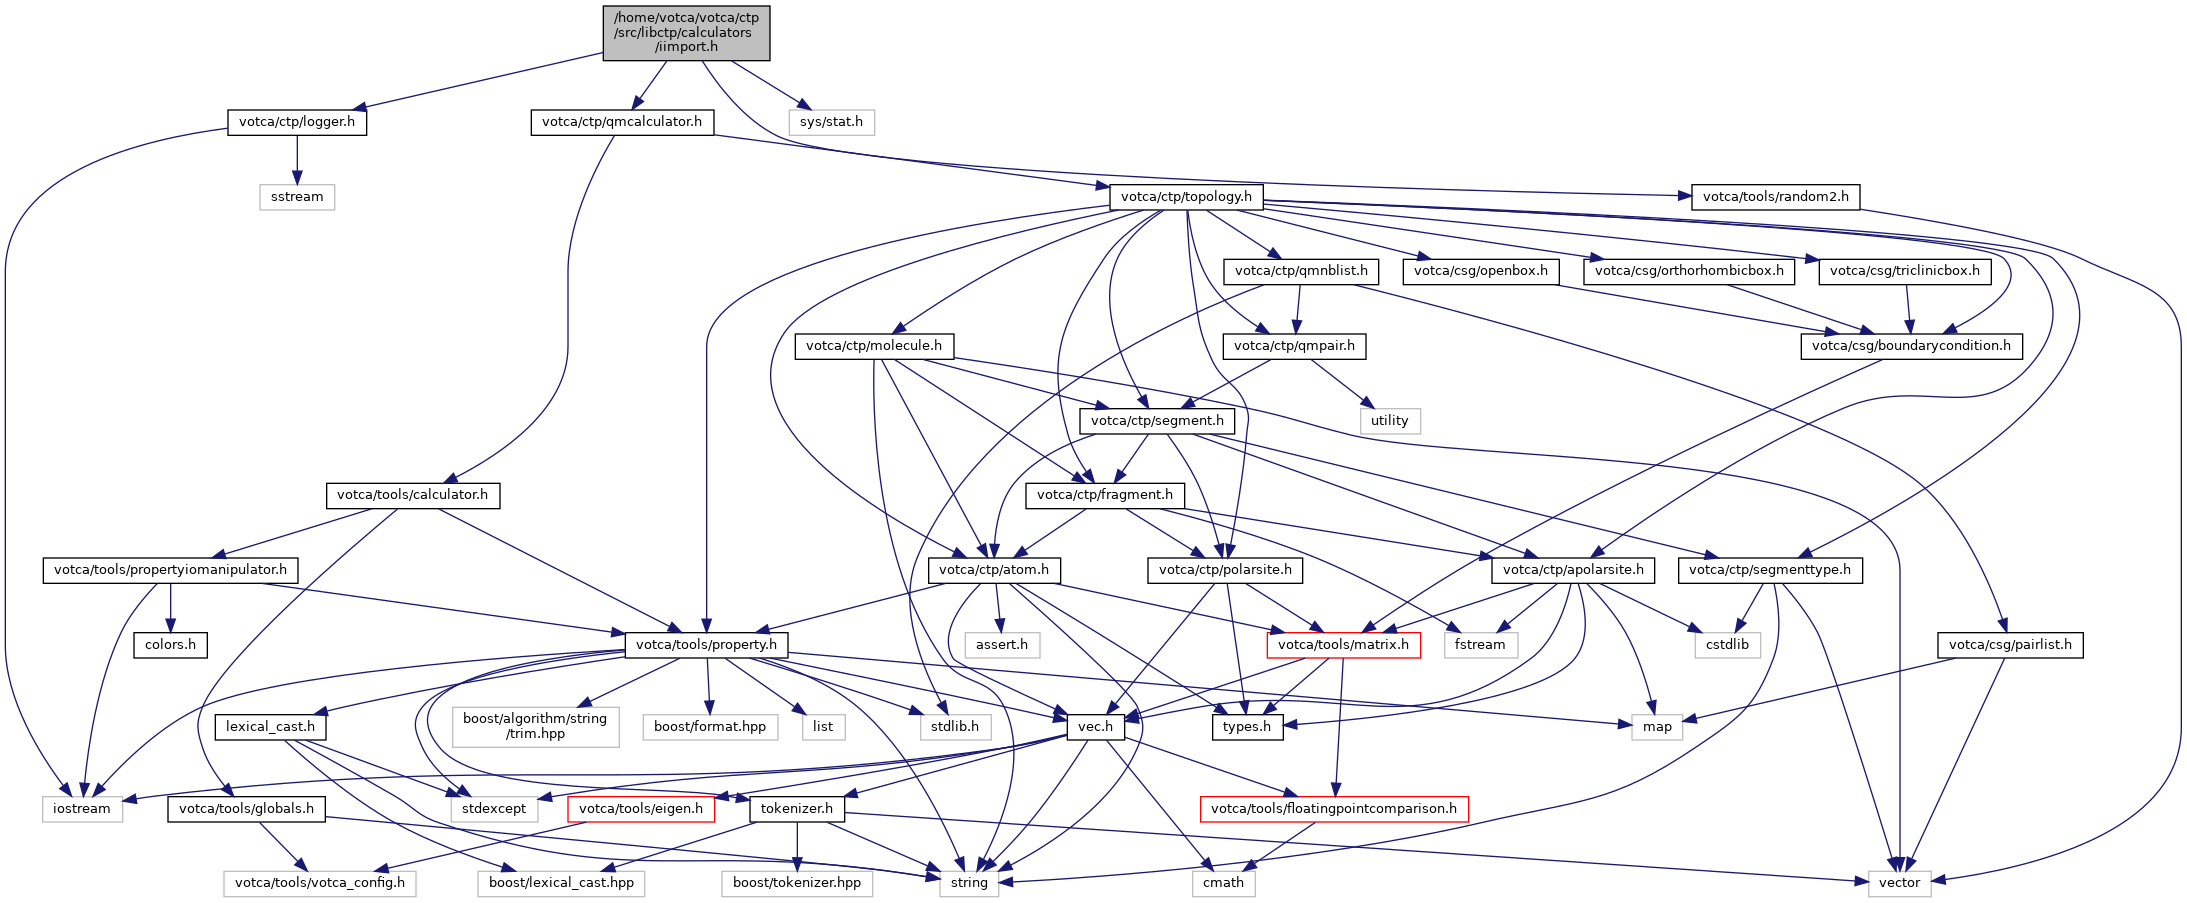 /home/votca/votca/ctp
/src/libctp/calculators
/iimport.h
votca/ctp/logger.h
votca/ctp/qmcalculator.h
sys/stat.h
sstream
votca/ctp/topology.h
votca/tools/random2.h
votca/ctp/qmnblist.h
votca/csg/openbox.h
votca/csg/orthorhombicbox.h
votca/csg/triclinicbox.h
votca/ctp/molecule.h
votca/ctp/qmpair.h
votca/csg/boundarycondition.h
votca/ctp/segment.h
utility
votca/tools/calculator.h
votca/ctp/fragment.h
votca/tools/propertyiomanipulator.h
votca/ctp/atom.h
votca/ctp/polarsite.h
votca/ctp/apolarsite.h
votca/ctp/segmenttype.h
colors.h
votca/tools/property.h
assert.h
votca/tools/matrix.h
fstream
cstdlib
votca/csg/pairlist.h
lexical_cast.h
boost/algorithm/string
/trim.hpp
boost/format.hpp
list
stdlib.h
vec.h
types.h
map
iostream
votca/tools/globals.h
stdexcept
votca/tools/eigen.h
tokenizer.h
votca/tools/floatingpointcomparison.h
votca/tools/votca_config.h
boost/lexical_cast.hpp
boost/tokenizer.hpp
string
cmath
vector